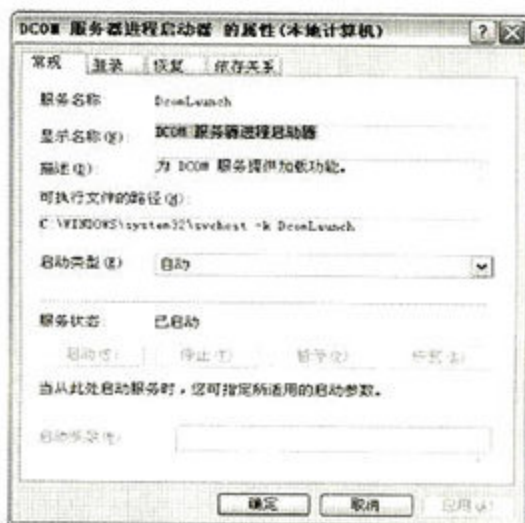 DCOM 服务器进程启动器 的属性(本地计算机)
常规 登录 恢复 依存关系
服务名称: DcomLaunch
显示名称(N): DCOM 服务器进程启动器
描述(D): 为 DCOM 服务提供加载功能。
可执行文件的路径(H):
C:\WINDOWS\system32\svchost -k DcomLaunch
启动类型(E): 自动
服务状态: 已启动
启动(S) 停止(T) 暂停(P) 恢复(R)
当从此处启动服务时，您可指定所适用的启动参数。
启动参数(M):
确定 取消 应用(A)